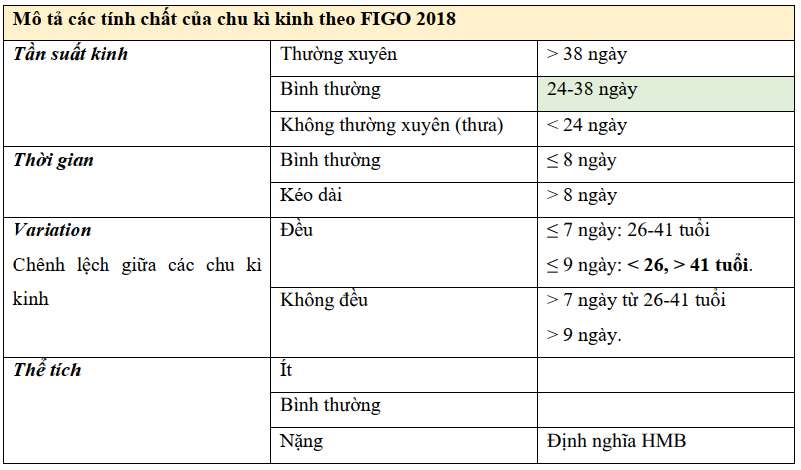 Mô tả các tính chất của chu kì kinh theo FIGO 2018
Tần suất kinh
Thường xuyên
> 38 ngày
Bình thường
24-38 ngày
Không thường xuyên (thưa)
< 24 ngày
Thời gian
Bình thường
≤ 8 ngày
Kéo dài
> 8 ngày
Variation
Chênh lệch giữa các chu kì
kinh
Đều
≤ 7 ngày: 26-41 tuổi
≤ 9 ngày: < 26, > 41 tuổi.
Không đều
> 7 ngày từ 26-41 tuổi
> 9 ngày.
Thể tích
Ít
Bình thường
Nặng
Định nghĩa HMB